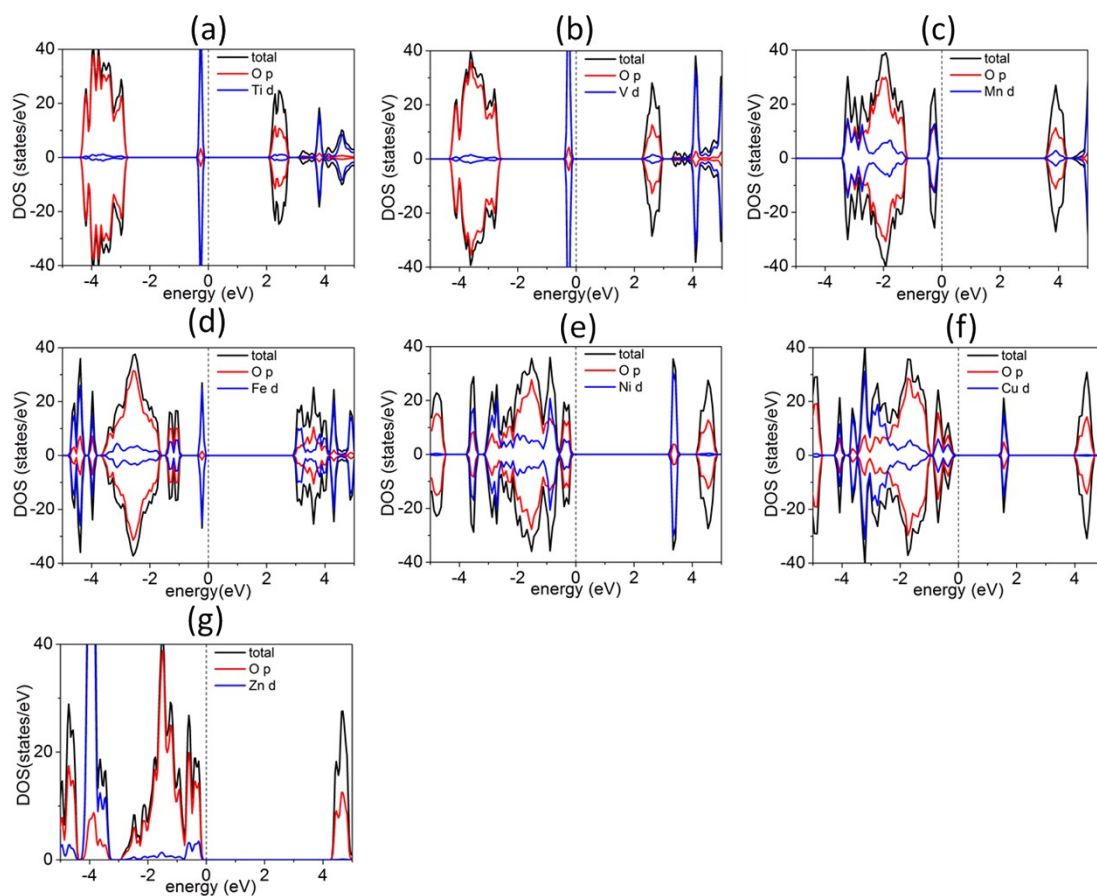 (a)
40
20
0
-20
-40
DOS (states/eV)
total
O p
Ti d
-4 -2 0 2 4
energy (eV)
(b)
40
20
0
-20
-40
DOS (states/eV)
total
O p
V d
-4 -2 0 2 4
energy(eV)
(c)
40
20
0
-20
-40
DOS (states/eV)
total
O p
Mn d
-4 -2 0 2 4
energy (eV)
(d)
40
20
0
-20
-40
DOS (states/eV)
total
O p
Fe d
-4 -2 0 2 4
energy(eV)
(e)
40
20
0
-20
-40
DOS (states/eV)
total
O p
Ni d
-4 -2 0 2 4
energy (eV)
(f)
40
20
0
-20
-40
DOS (states/eV)
total
O p
Cu d
-4 -2 0 2 4
energy (eV)
(g)
40
20
0
DOS(states/eV)
total
O p
Zn d
-4 -2 0 2 4
energy (eV)